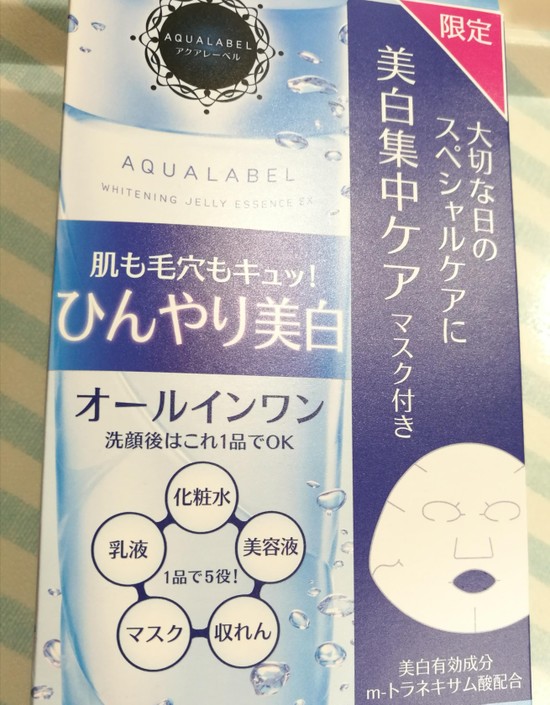 AQUALABEL
アクアレーベル
AQUALABEL
WHITENING JELLY ESSENCE EX
肌も毛穴もキュッ!
ひんやり美白
オールインワン
洗顔後はこれ1品でOK
化粧水
乳液
美容液
1品で5役!
マスク
収れん
限定
大切な日の
スペシャルケアに
美白集中ケア マスク付き
美白有効成分
m-トラネキサム酸配合